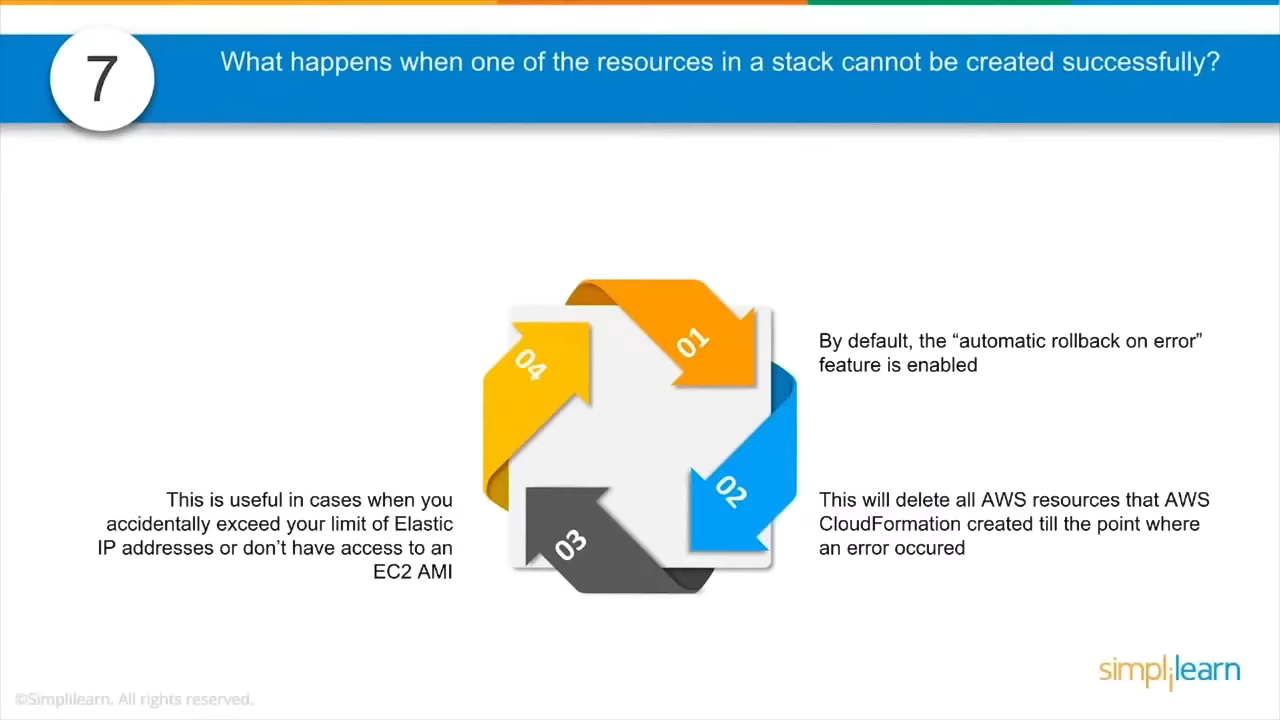 7
What happens when one of the resources in a stack cannot be created successfully?
01
By default, the “automatic rollback on error”
feature is enabled
02
This will delete all AWS resources that AWS
CloudFormation created till the point where
an error occured
03
This is useful in cases when you
accidentally exceed your limit of Elastic
IP addresses or don’t have access to an
EC2 AMI
04
simplilearn
©Simplilearn. All rights reserved.